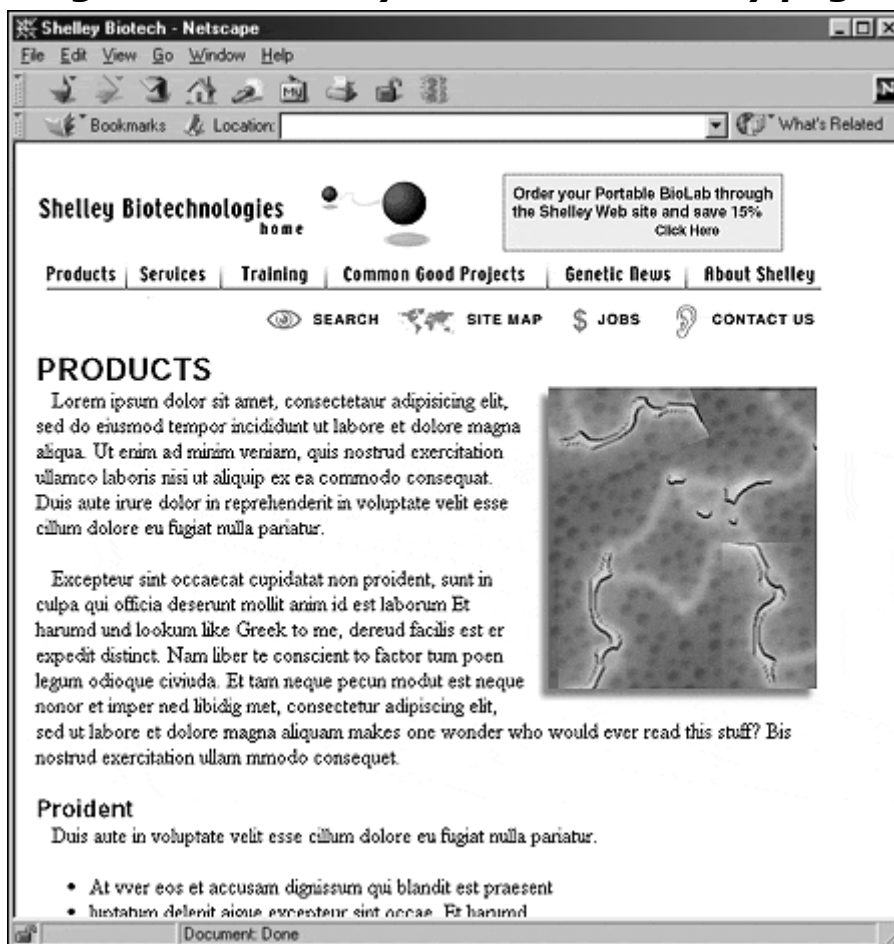 Shelley Biotech - Netscape
File Edit View Go Window Help
My N
Bookmarks Location: What's Related
Shelley Biotechnologies
home
Order your Portable BioLab through
the Shelley Web site and save 15%
Click Here
Products Services Training Common Good Projects Genetic News About Shelley
SEARCH SITE MAP $ JOBS CONTACT US
PRODUCTS
Lorem ipsum dolor sit amet, consectetaur adipisicing elit,
sed do eiusmod tempor incididunt ut labore et dolore magna
aliqua. Ut enim ad minim veniam, quis nostrud exercitation
ullamco laboris nisi ut aliquip ex ea commodo consequat.
Duis aute irure dolor in reprehenderit in voluptate velit esse
cillum dolore eu fugiat nulla pariatur.
Excepteur sint occaecat cupidatat non proident, sunt in
culpa qui officia deserunt mollit anim id est laborum Et
harumd und lookum like Greek to me, dereud facilis est er
expedit distinct. Nam liber te conscient to factor tum poen
legum odioque civiuda. Et tam neque pecun modut est neque
nonor et imper ned libidig met, consectetur adipiscing elit,
sed ut labore et dolore magna aliquam makes one wonder who would ever read this stuff? Bis
nostrud exercitation ullam mmodo consequet.
Proident
Duis aute in voluptate velit esse cillum dolore eu fugiat nulla pariatur.
• At vver eos et accusam dignissum qui blandit est praesent
• luptatum delenit aigue excepteur sint occae. Et harumd
Document: Done